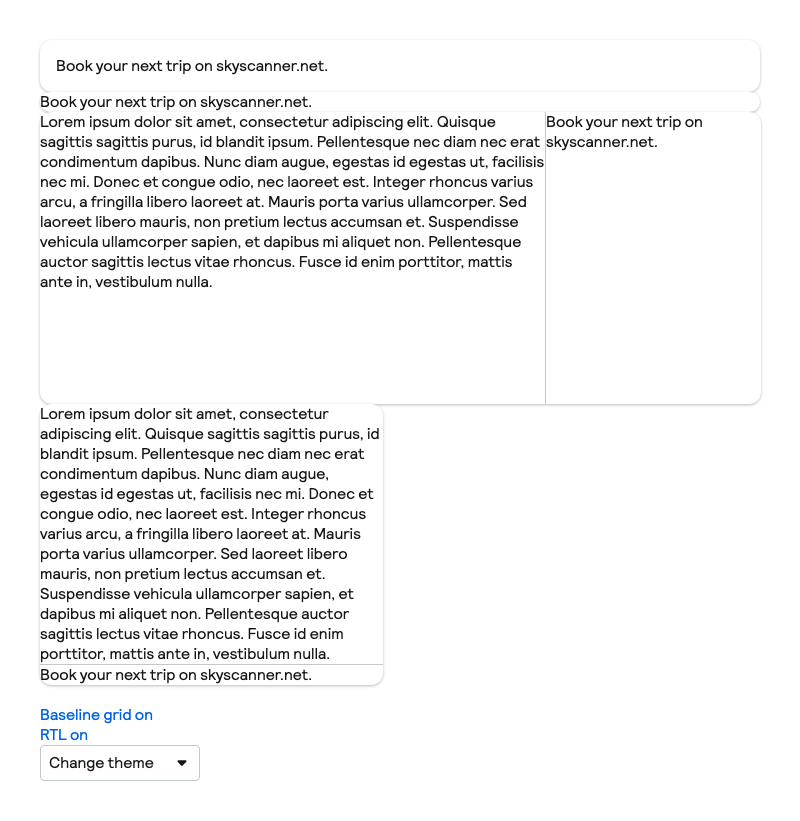 Book your next trip on skyscanner.net.
Book your next trip on skyscanner.net.
Lorem ipsum dolor sit amet, consectetur adipiscing elit. Quisque
sagittis sagittis purus, id blandit ipsum. Pellentesque nec diam nec erat
condimentum dapibus. Nunc diam augue, egestas id egestas ut, facilisis
nec mi. Donec et congue odio, nec laoreet est. Integer rhoncus varius
arcu, a fringilla libero laoreet at. Mauris porta varius ullamcorper. Sed
laoreet libero mauris, non pretium lectus accumsan et. Suspendisse
vehicula ullamcorper sapien, et dapibus mi aliquet non. Pellentesque
auctor sagittis lectus vitae rhoncus. Fusce id enim porttitor, mattis
ante in, vestibulum nulla.
Book your next trip on
skyscanner.net.
Lorem ipsum dolor sit amet, consectetur
adipiscing elit. Quisque sagittis sagittis purus, id
blandit ipsum. Pellentesque nec diam nec erat
condimentum dapibus. Nunc diam augue,
egestas id egestas ut, facilisis nec mi. Donec et
congue odio, nec laoreet est. Integer rhoncus
varius arcu, a fringilla libero laoreet at. Mauris
porta varius ullamcorper. Sed laoreet libero
mauris, non pretium lectus accumsan et.
Suspendisse vehicula ullamcorper sapien, et
dapibus mi aliquet non. Pellentesque auctor
sagittis lectus vitae rhoncus. Fusce id enim
porttitor, mattis ante in, vestibulum nulla.
Book your next trip on skyscanner.net.
Baseline grid on
RTL on
Change theme